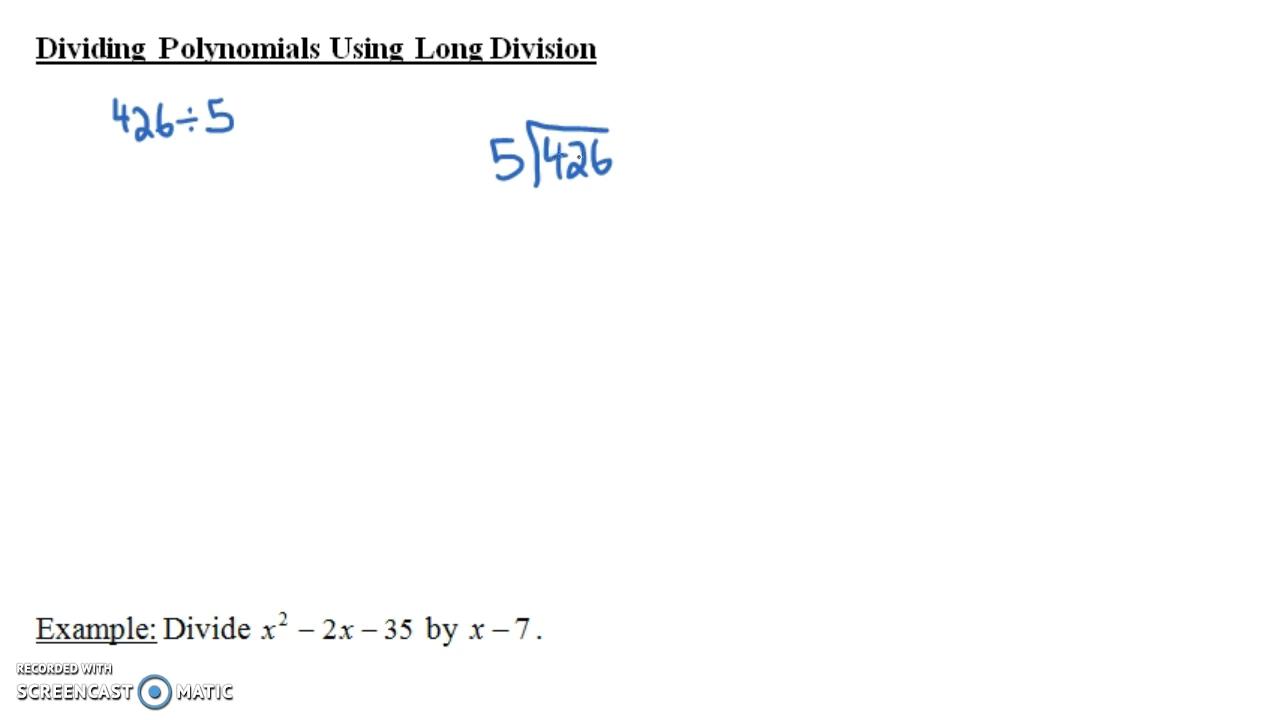 Dividing Polynomials Using Long Division
426÷5
5)426
Example: Divide x² − 2x − 35 by x − 7.
RECORDED WITH
SCREENCAST MATIC